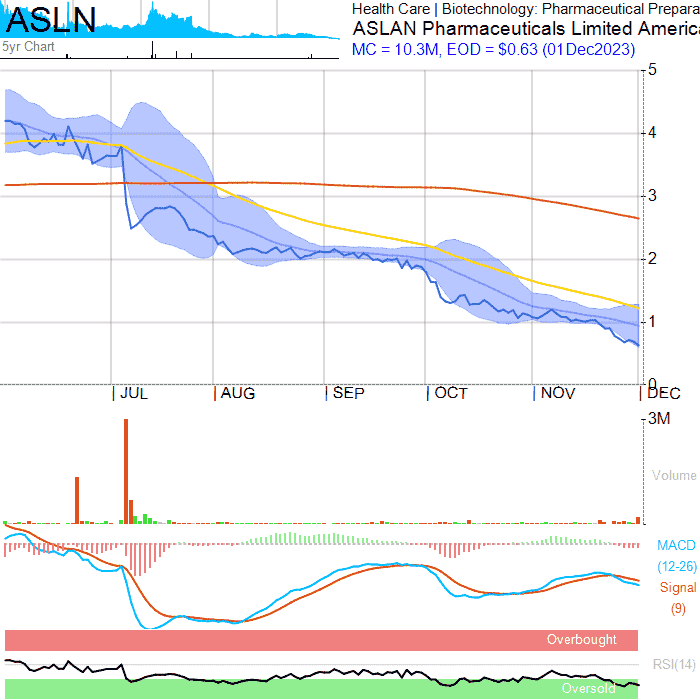 ASLN
5yr Chart
Health Care | Biotechnology: Pharmaceutical Prepara
ASLAN Pharmaceuticals Limited America
MC = 10.3M, EOD = $0.63 (01Dec2023)
5
4
3
2
1
0
JUL AUG SEP OCT NOV DEC
3M
Volume
MACD
(12-26)
Signal
(9)
Overbought
RSI(14)
Oversold